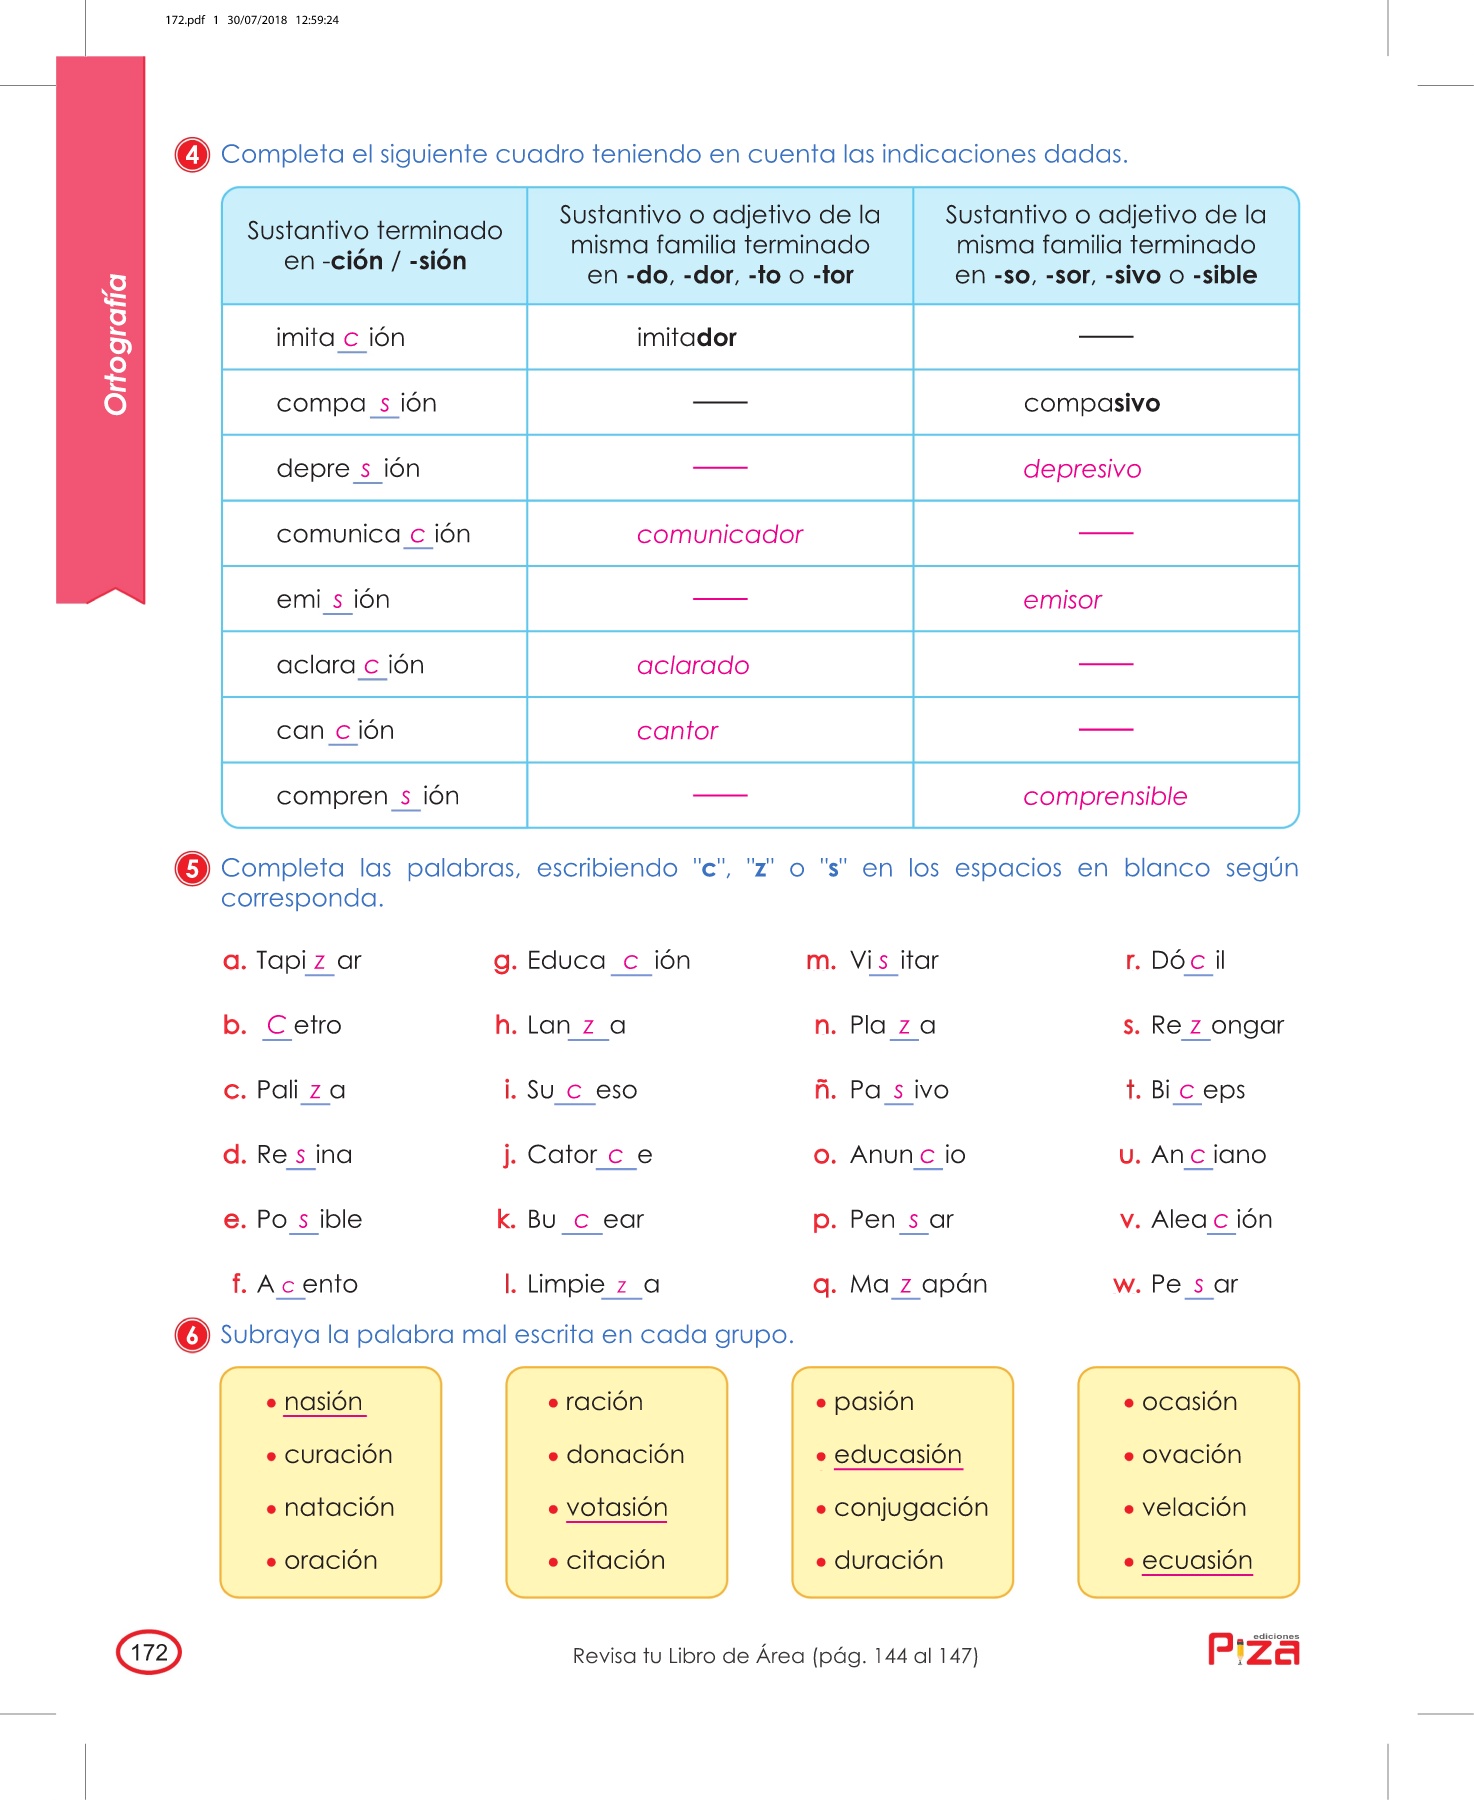 172.pdf 1 30/07/2018 12:59:24
Ortografía
4 Completa el siguiente cuadro teniendo en cuenta las indicaciones dadas.
Sustantivo terminado
en -ción / -sión
Sustantivo o adjetivo de la
misma familia terminado
en -do, -dor, -to o -tor
Sustantivo o adjetivo de la
misma familia terminado
en -so, -sor, -sivo o -sible
imita c ión imitador ——
compa s ión —— compasivo
depre s ión —— depresivo
comunica c ión comunicador ——
emi s ión —— emisor
aclara c ión aclarado ——
can c ión cantor ——
compren s ión —— comprensible
5 Completa las palabras, escribiendo "c", "z" o "s" en los espacios en blanco según
corresponda.
a. Tapi z ar g. Educa c ión m. Vi s itar r. Dó c il
b. C etro h. Lan z a n. Pla z a s. Re z ongar
c. Pali z a i. Su c eso ñ. Pa s ivo t. Bi c eps
d. Re s ina j. Cator c e o. Anun c io u. An c iano
e. Po s ible k. Bu c ear p. Pen s ar v. Alea c ión
f. A c ento l. Limpie z a q. Ma z apán w. Pe s ar
6 Subraya la palabra mal escrita en cada grupo.
• nasión
• curación
• natación
• oración
• ración
• donación
• votasión
• citación
• pasión
• educasión
• conjugación
• duración
• ocasión
• ovación
• velación
• ecuasión
172
Revisa tu Libro de Área (pág. 144 al 147)
ediciones
Piza